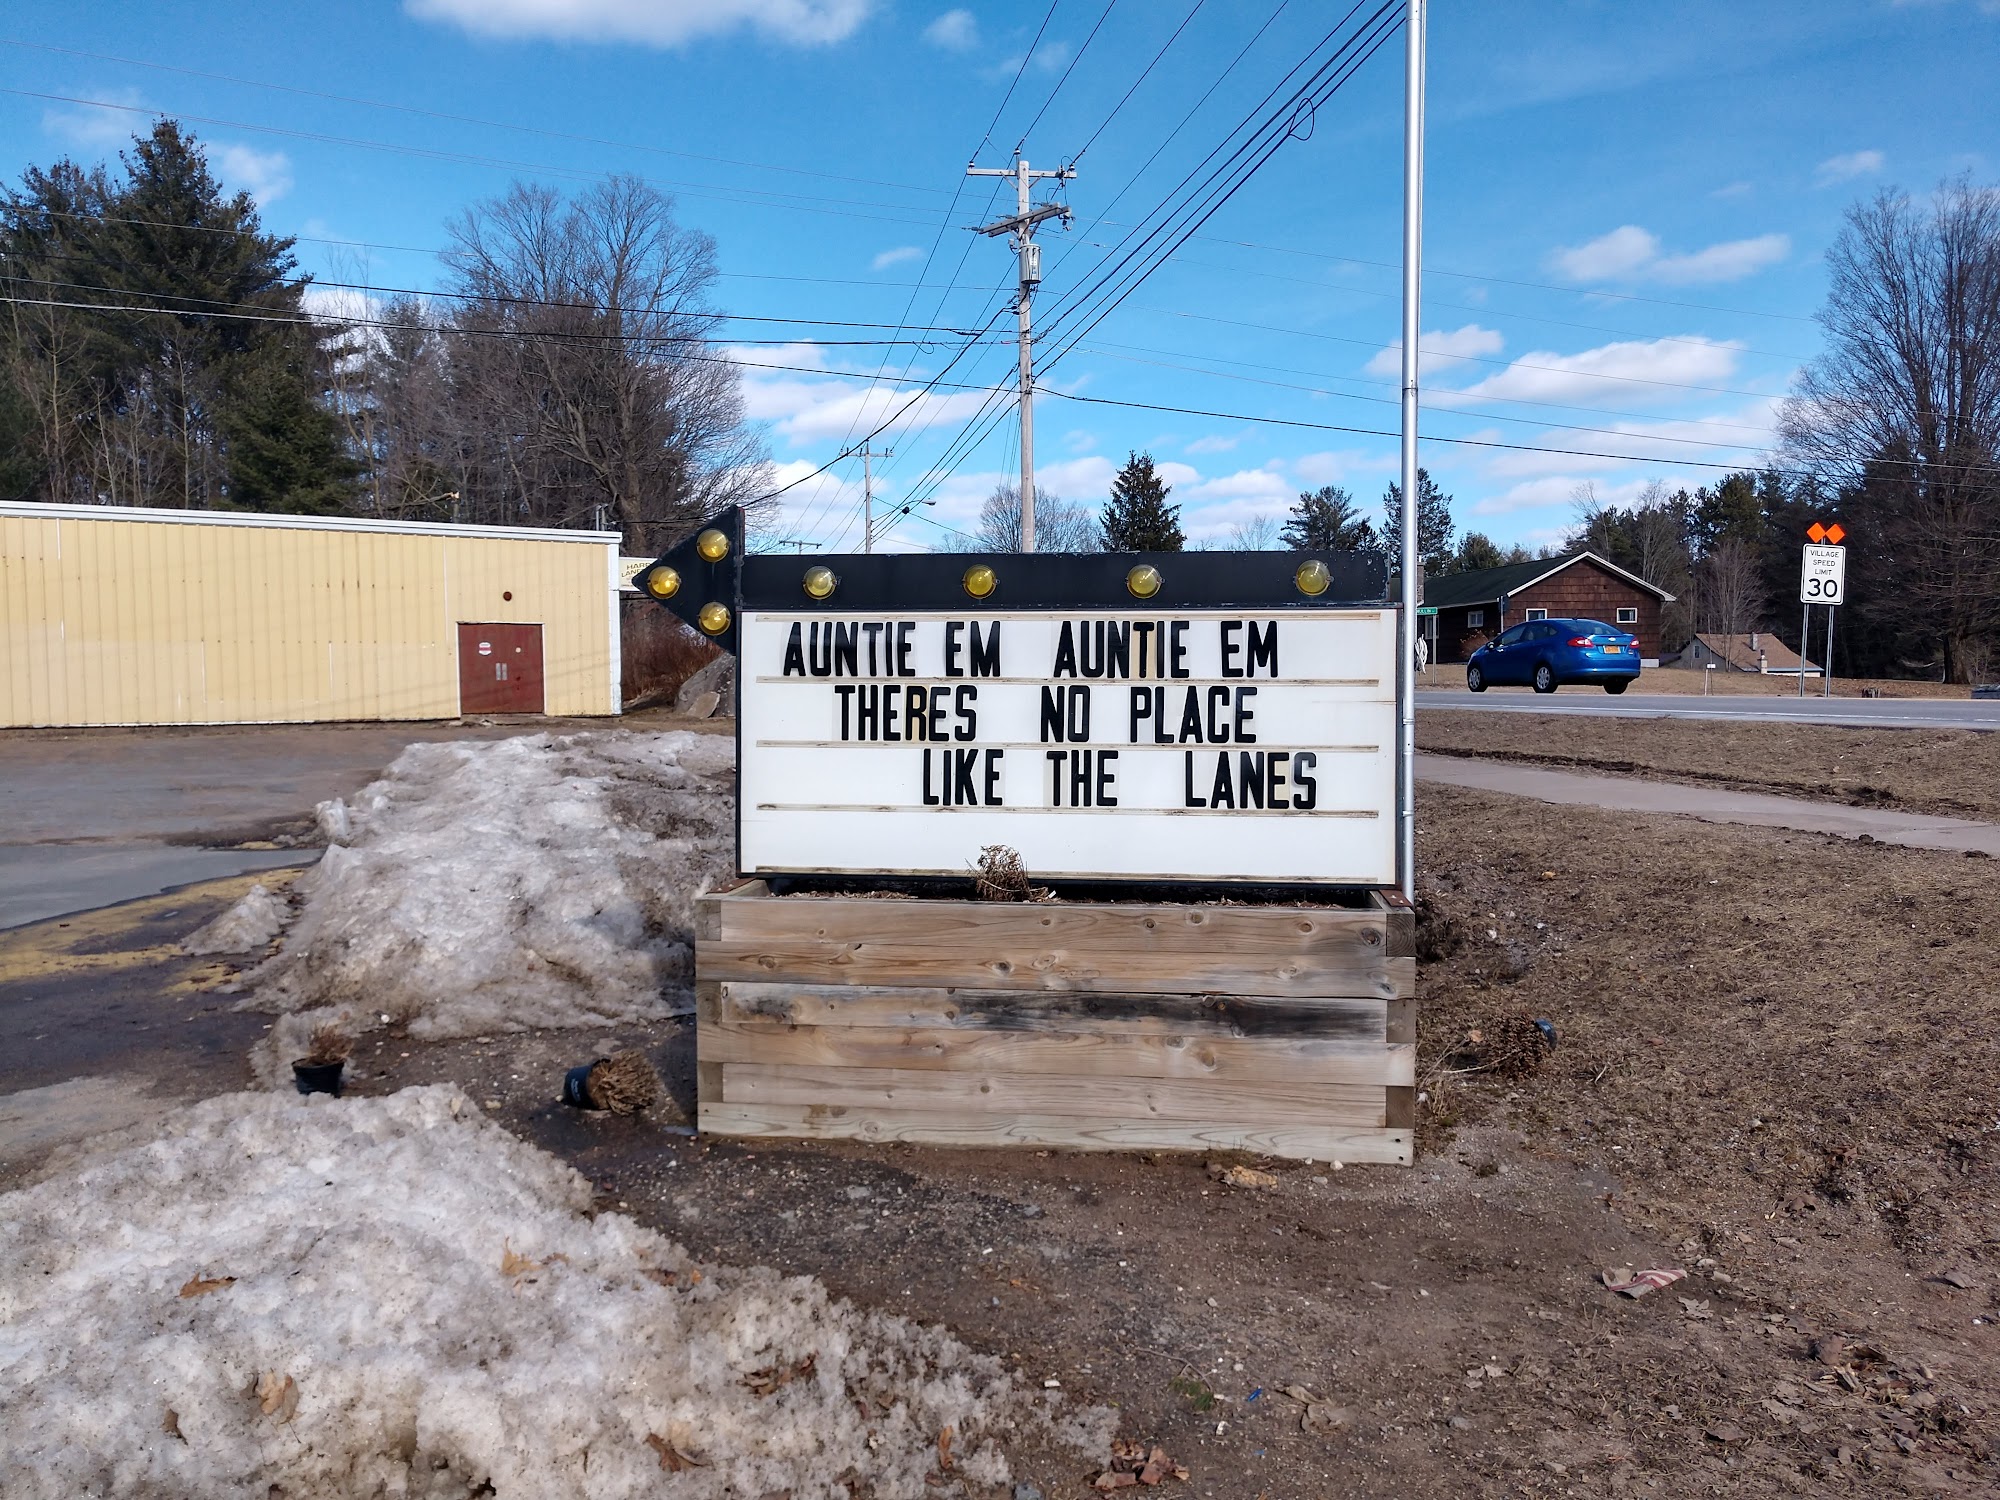 AUNTIE EM AUNTIE EM
THERES NO PLACE
LIKE THE LANES
VILLAGE
SPEED
LIMIT
30